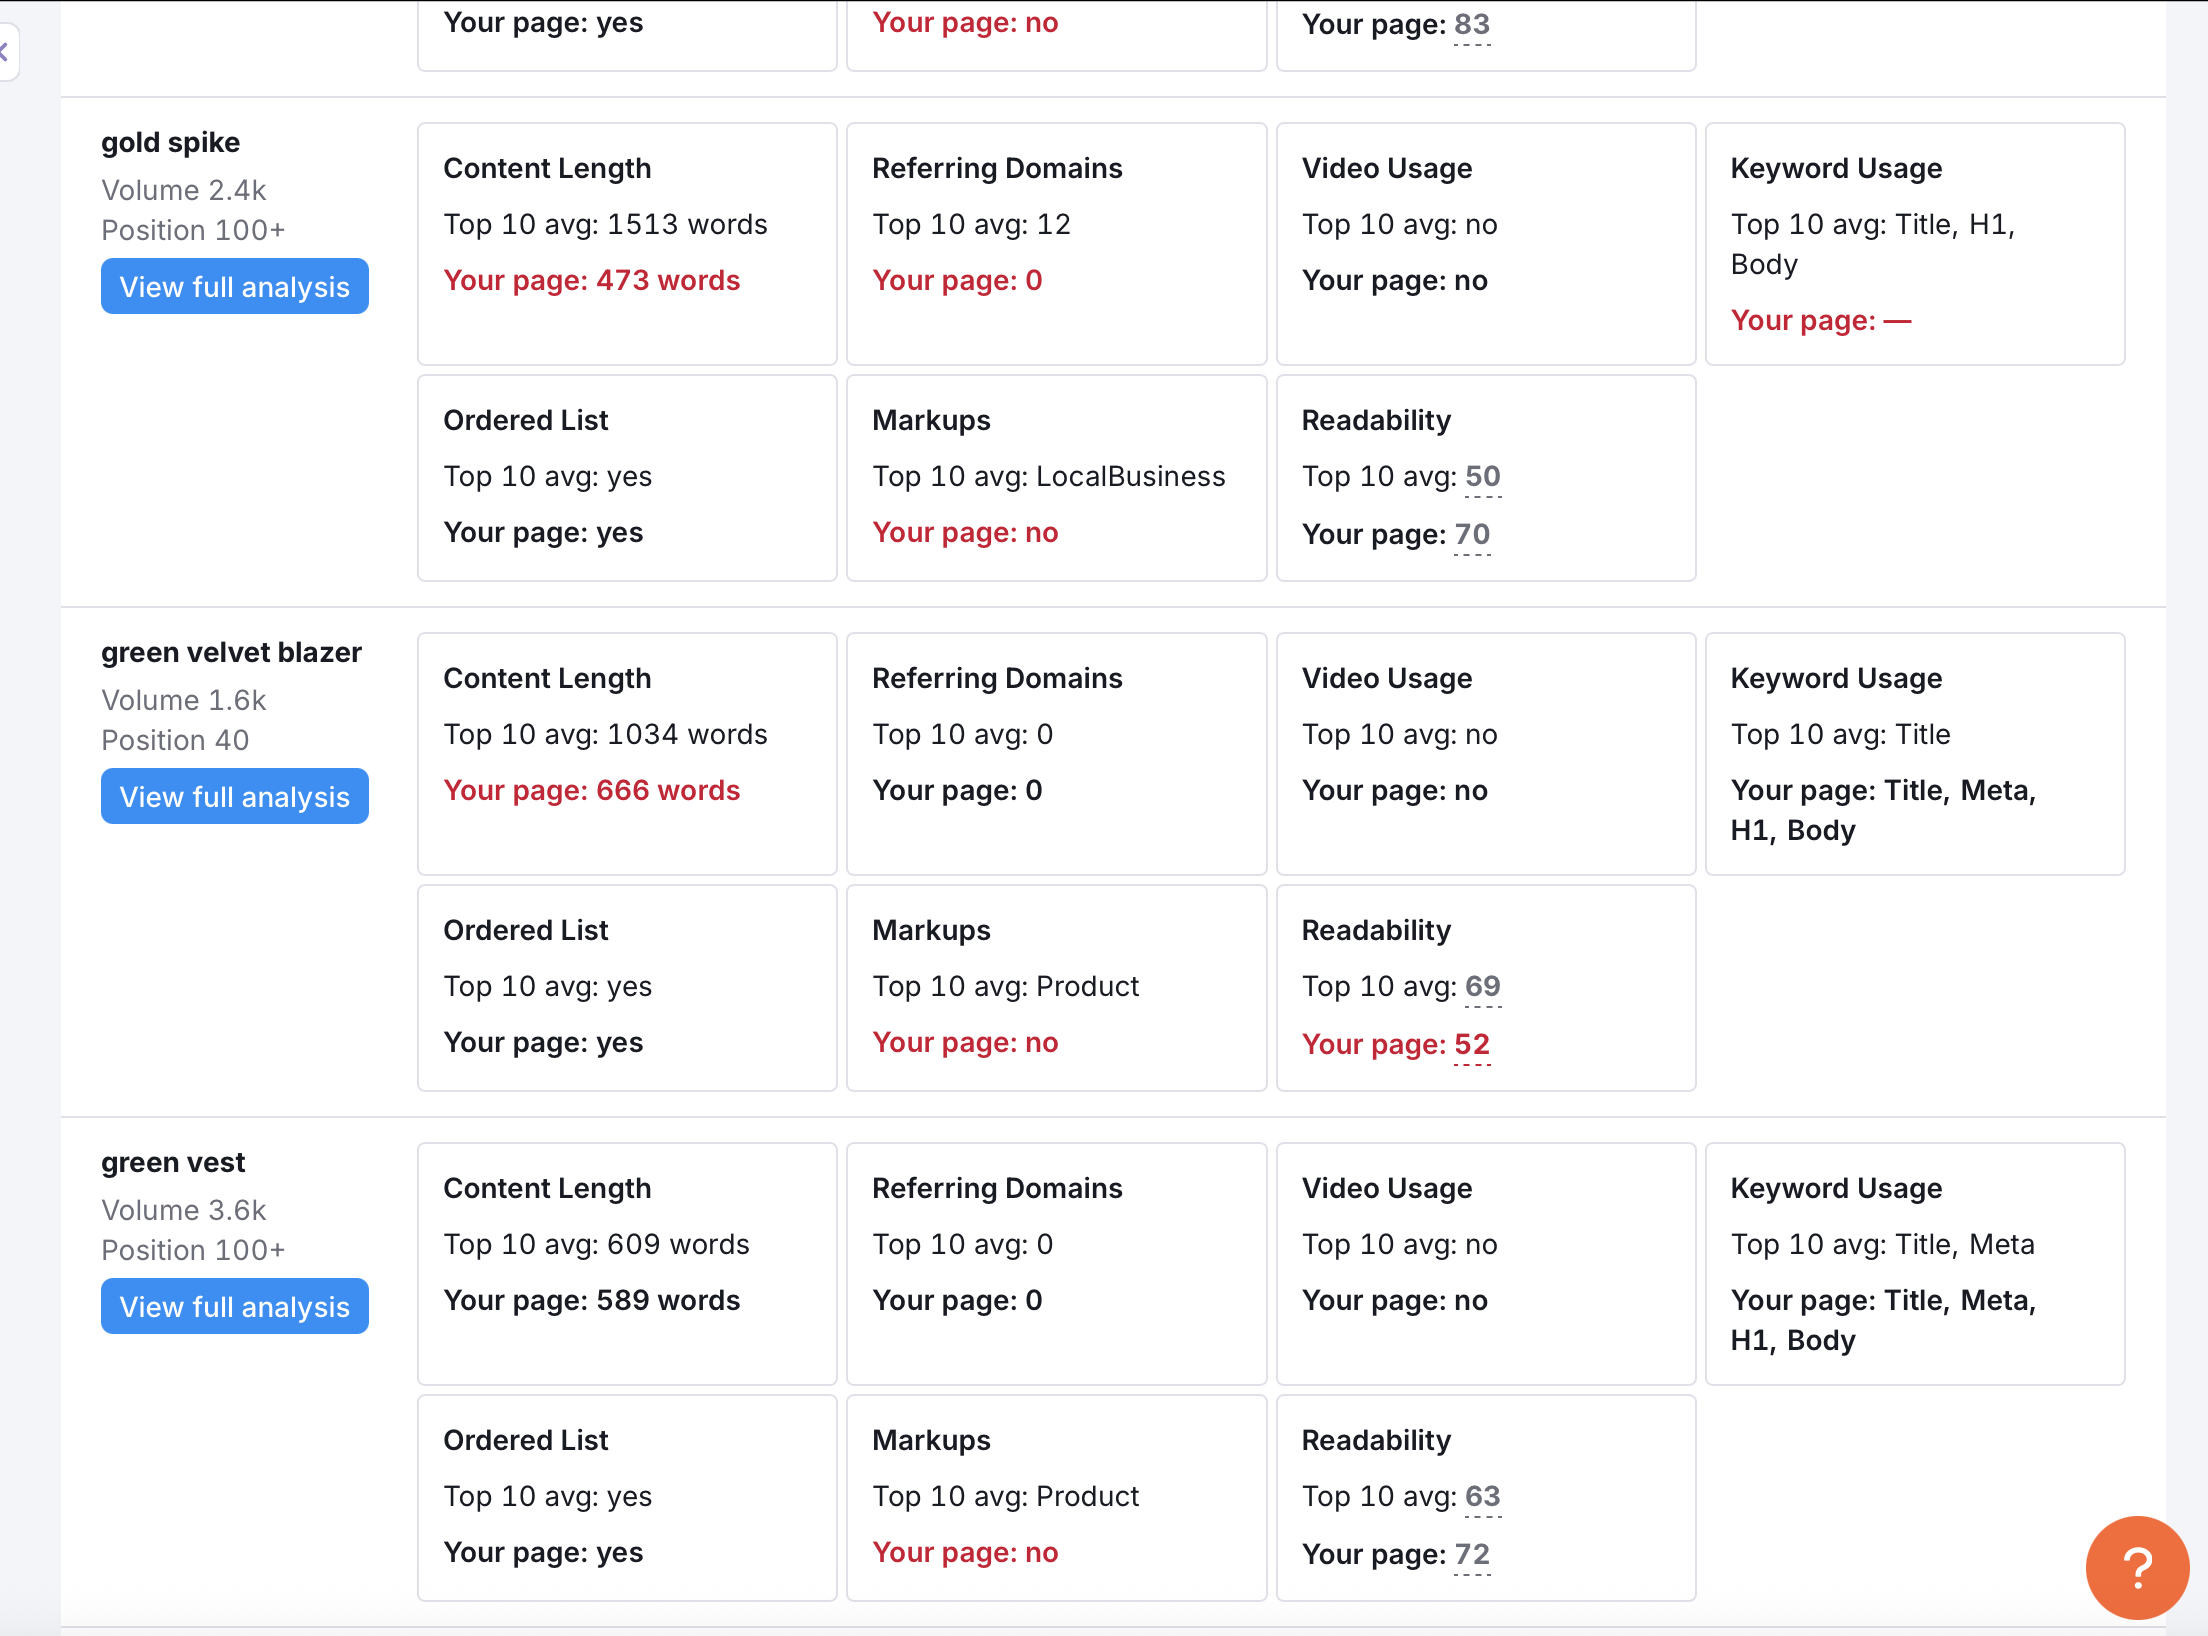 Your page: yes
Your page: no
Your page: 83
gold spike
Volume 2.4k
Position 100+
View full analysis
Content Length
Top 10 avg: 1513 words
Your page: 473 words
Referring Domains
Top 10 avg: 12
Your page: 0
Video Usage
Top 10 avg: no
Your page: no
Keyword Usage
Top 10 avg: Title, H1,
Body
Your page: —
Ordered List
Top 10 avg: yes
Your page: yes
Markups
Top 10 avg: LocalBusiness
Your page: no
Readability
Top 10 avg: 50
Your page: 70
green velvet blazer
Volume 1.6k
Position 40
View full analysis
Content Length
Top 10 avg: 1034 words
Your page: 666 words
Referring Domains
Top 10 avg: 0
Your page: 0
Video Usage
Top 10 avg: no
Your page: no
Keyword Usage
Top 10 avg: Title
Your page: Title, Meta,
H1, Body
Ordered List
Top 10 avg: yes
Your page: yes
Markups
Top 10 avg: Product
Your page: no
Readability
Top 10 avg: 69
Your page: 52
green vest
Volume 3.6k
Position 100+
View full analysis
Content Length
Top 10 avg: 609 words
Your page: 589 words
Referring Domains
Top 10 avg: 0
Your page: 0
Video Usage
Top 10 avg: no
Your page: no
Keyword Usage
Top 10 avg: Title, Meta
Your page: Title, Meta,
H1, Body
Ordered List
Top 10 avg: yes
Your page: yes
Markups
Top 10 avg: Product
Your page: no
Readability
Top 10 avg: 63
Your page: 72
?